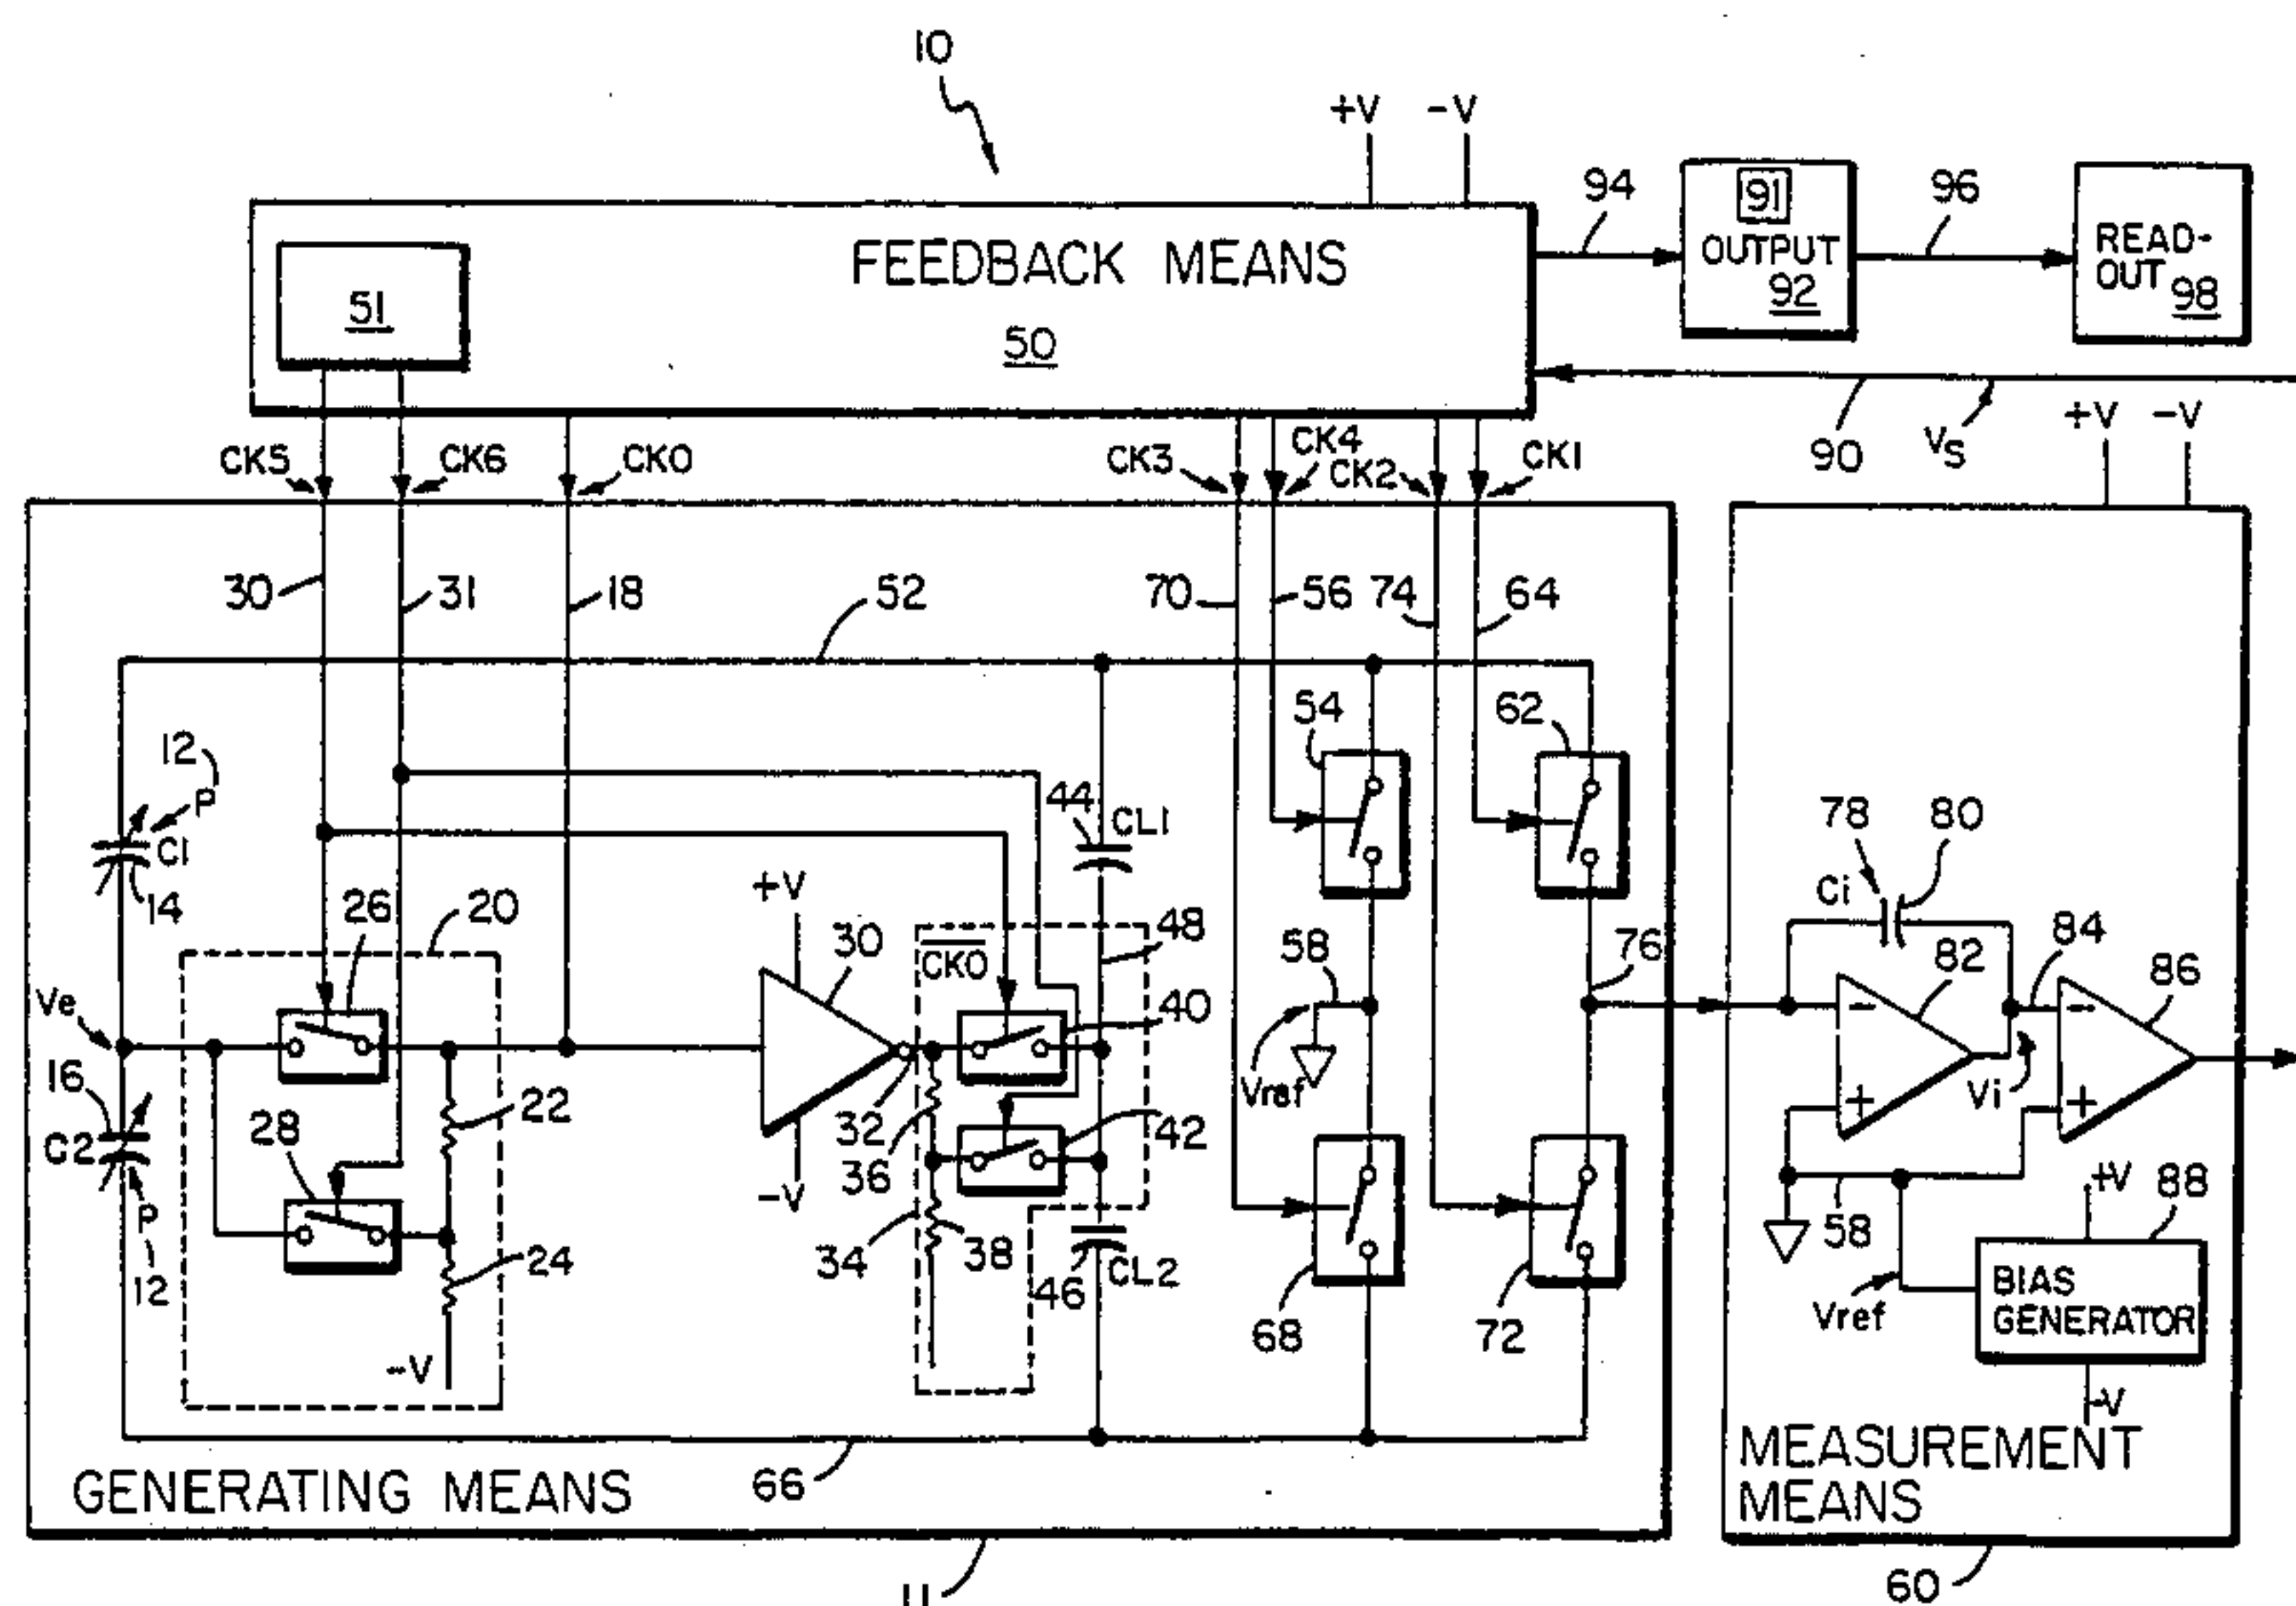 10
+V -V
94
91
OUTPUT
92
96
READ-
OUT
98
51
FEEDBACK MEANS
50
90
VS
+V -V
CK5
CK6
CK0
CK3
CK4
CK2
CK1
30
31
18
52
70
56
74
64
12
P
C1
14
26
20
Ve
16
C2
P
12
28
22
24
-V
+V
30
-V
32
CK0
36
34
38
44
CL1
48
40
42
46
CL2
54
62
58
Vref
76
68
72
66
GENERATING MEANS
11
78
80
Ci
82
84
86
Vi
58
Vref
+V
88
BIAS
GENERATOR
-V
MEASUREMENT
MEANS
60